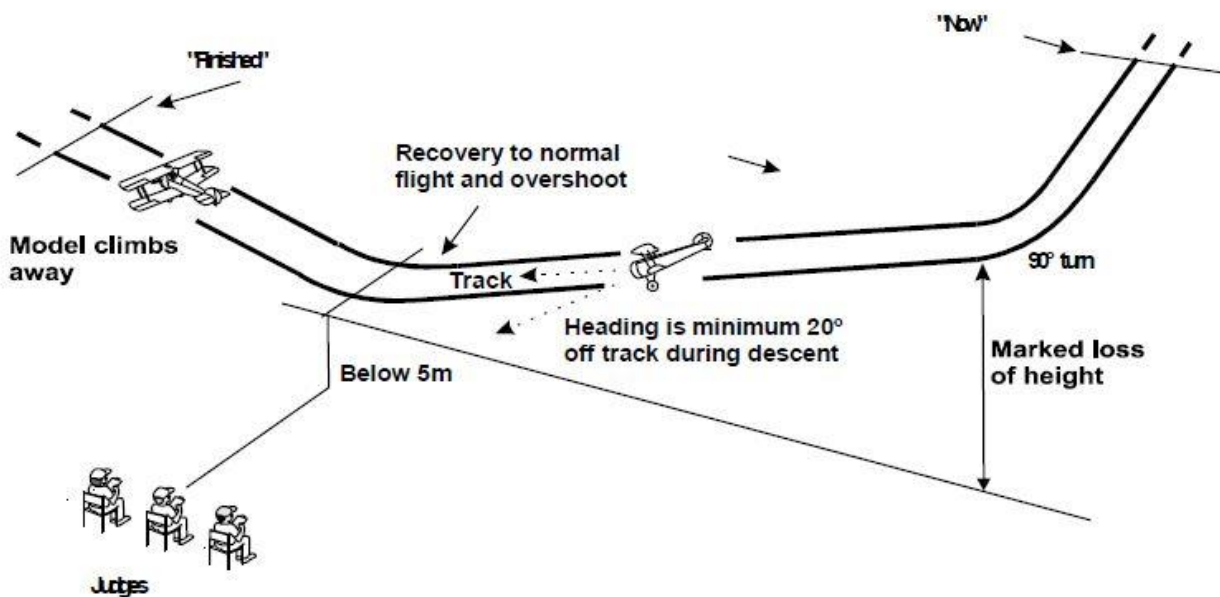 "Now"
"Finished"
Recovery to normal
flight and overshoot
Model climbs
away
Track
90° turn
Heading is minimum 20°
off track during descent
Marked loss
of height
Below 5m
Judges